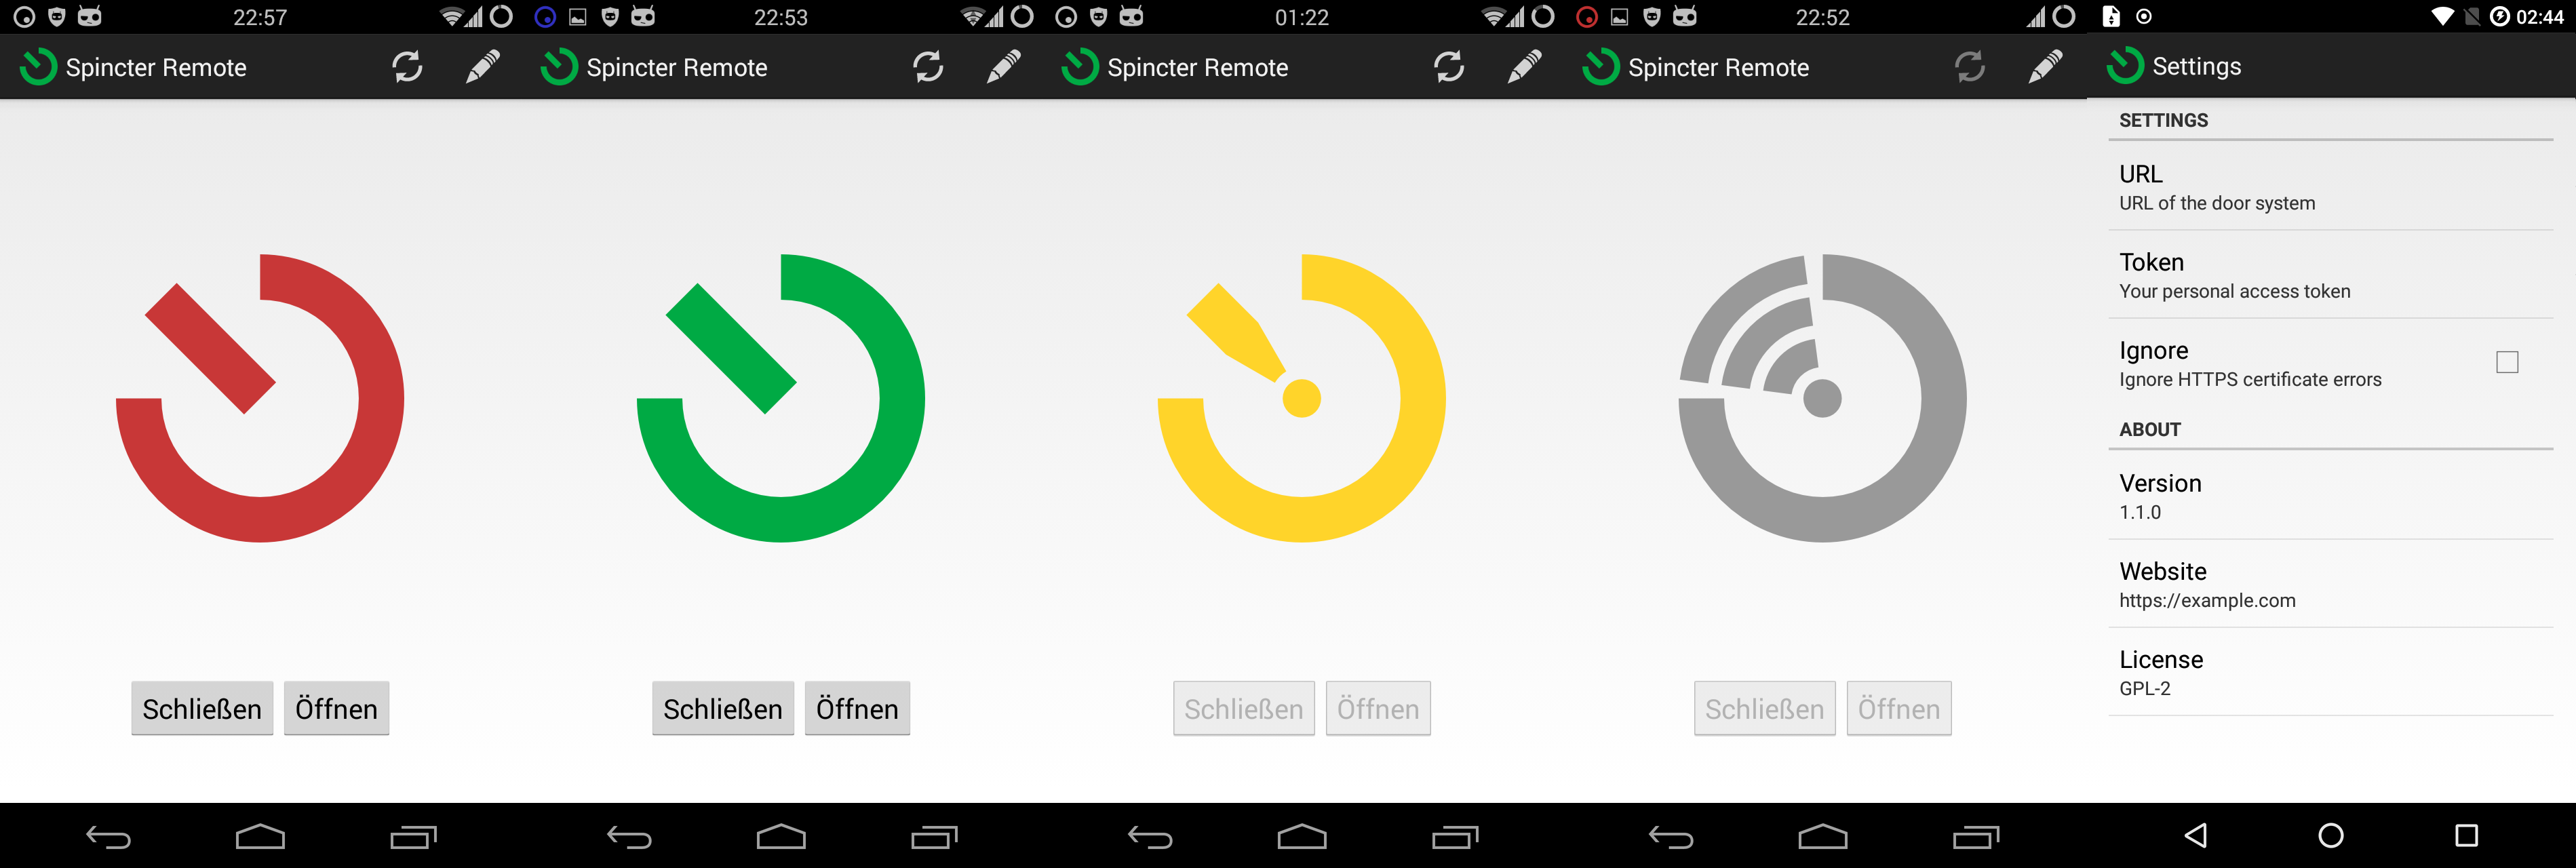 22:57
Spincter Remote
Schließen Öffnen
22:53
Spincter Remote
Schließen Öffnen
01:22
Spincter Remote
Schließen Öffnen
22:52
Spincter Remote
Schließen Öffnen
02:44
Settings
SETTINGS
URL
URL of the door system
Token
Your personal access token
Ignore
Ignore HTTPS certificate errors
ABOUT
Version
1.1.0
Website
https://example.com
License
GPL-2